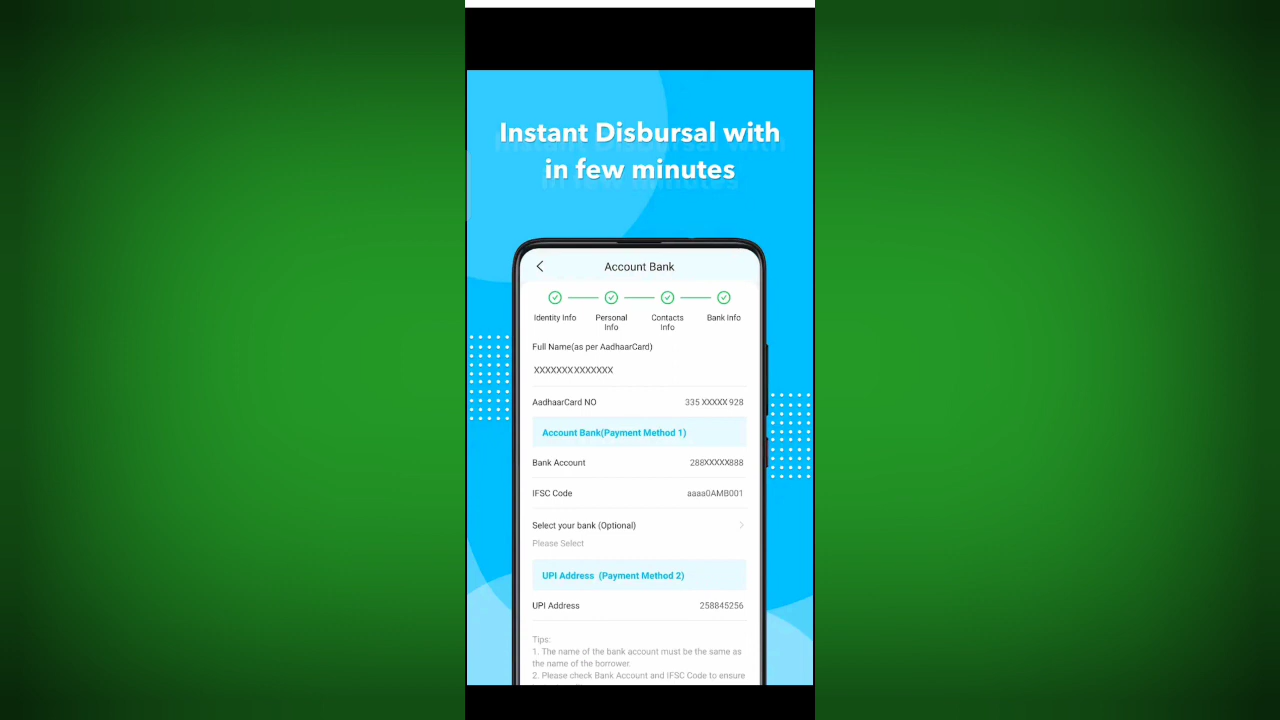 Instant Disbursal with
in few minutes
Account Bank
Identity Info
Personal
Info
Contacts
Info
Bank Info
Full Name(as per AadhaarCard)
XXXXXXXXXXXXXX
AadhaarCard NO 335 XXXXX 928
Account Bank(Payment Method 1)
Bank Account 288XXXXX888
IFSC Code aaaa0AMB001
Select your bank (Optional)
Please Select
UPI Address (Payment Method 2)
UPI Address 258845256
Tips:
1. The name of the bank account must be the same as
the name of the borrower.
2. Please check Bank Account and IFSC Code to ensure